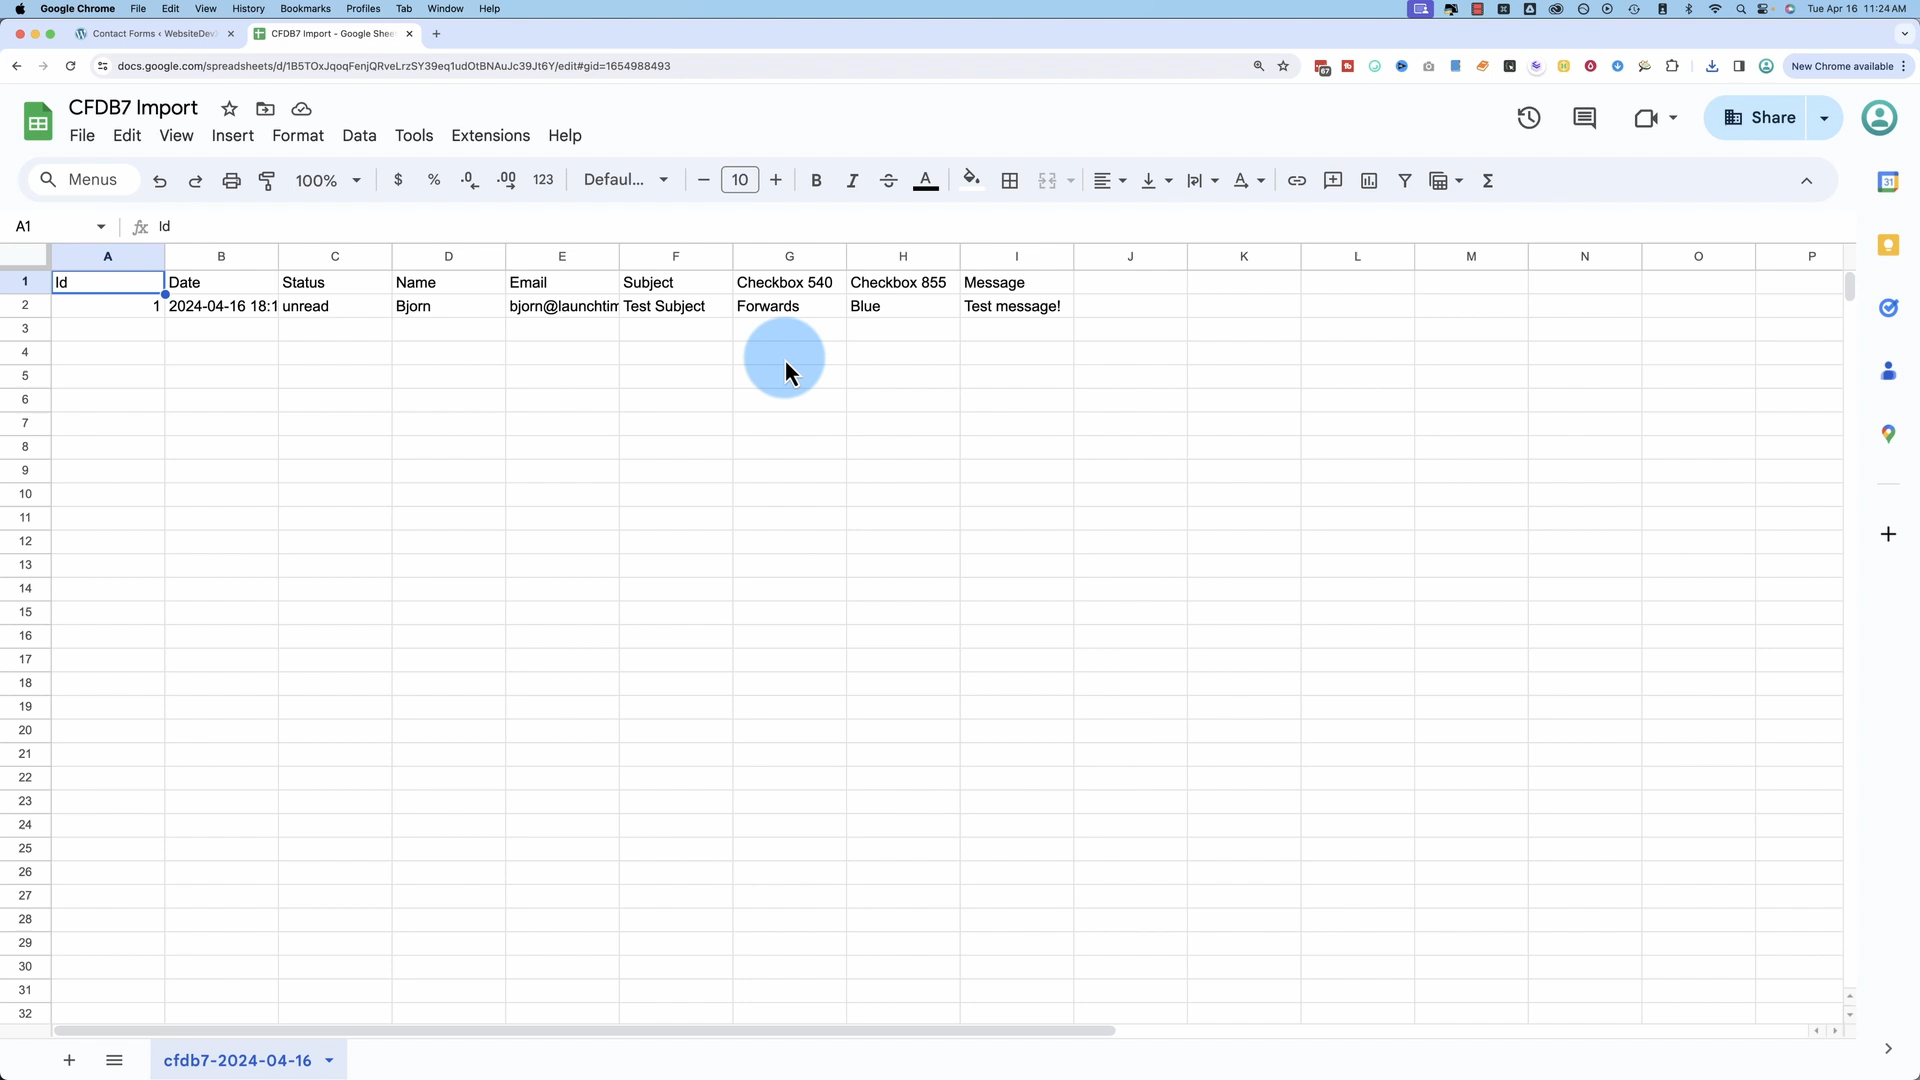 Google Chrome File Edit View History Bookmarks Profiles Tab Window Help Tue Apr 16 11:24 AM
Contact Forms ‹ WebsiteDev CFDB7 Import - Google Shee
docs.google.com/spreadsheets/d/1B5TOxJqoqFenjQRveLrzSY39eq1udOtBNAuJc39Jt6Y/edit#gid=1654988493 67 New Chrome available
CFDB7 Import
File Edit View Insert Format Data Tools Extensions Help
Share
Menus 100% $ % .0 .00 123 Defaul... 10 B I A Σ
A1 fx Id
A B C D E F G H I J K L M N O P
1 Id Date Status Name Email Subject Checkbox 540 Checkbox 855 Message
2 1 2024-04-16 18:1 unread Bjorn bjorn@launchtim Test Subject Forwards Blue Test message!
3
4
5
6
7
8
9
10
11
12
13
14
15
16
17
18
19
20
21
22
23
24
25
26
27
28
29
30
31
32
cfdb7-2024-04-16
31